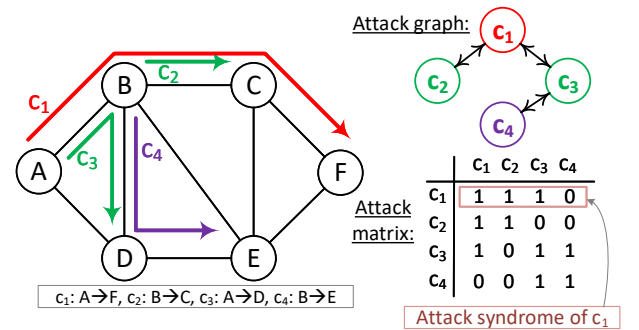 Attack graph:
c₁
c₂
c₃
c₄
B
C
A
F
D
E
c₁
c₂
c₃
c₄
c₁: A→F, c₂: B→C, c₃: A→D, c₄: B→E
Attack
matrix:
c₁ c₂ c₃ c₄
c₁ 1 1 1 0
c₂ 1 1 0 0
c₃ 1 0 1 1
c₄ 0 0 1 1
Attack syndrome of c₁